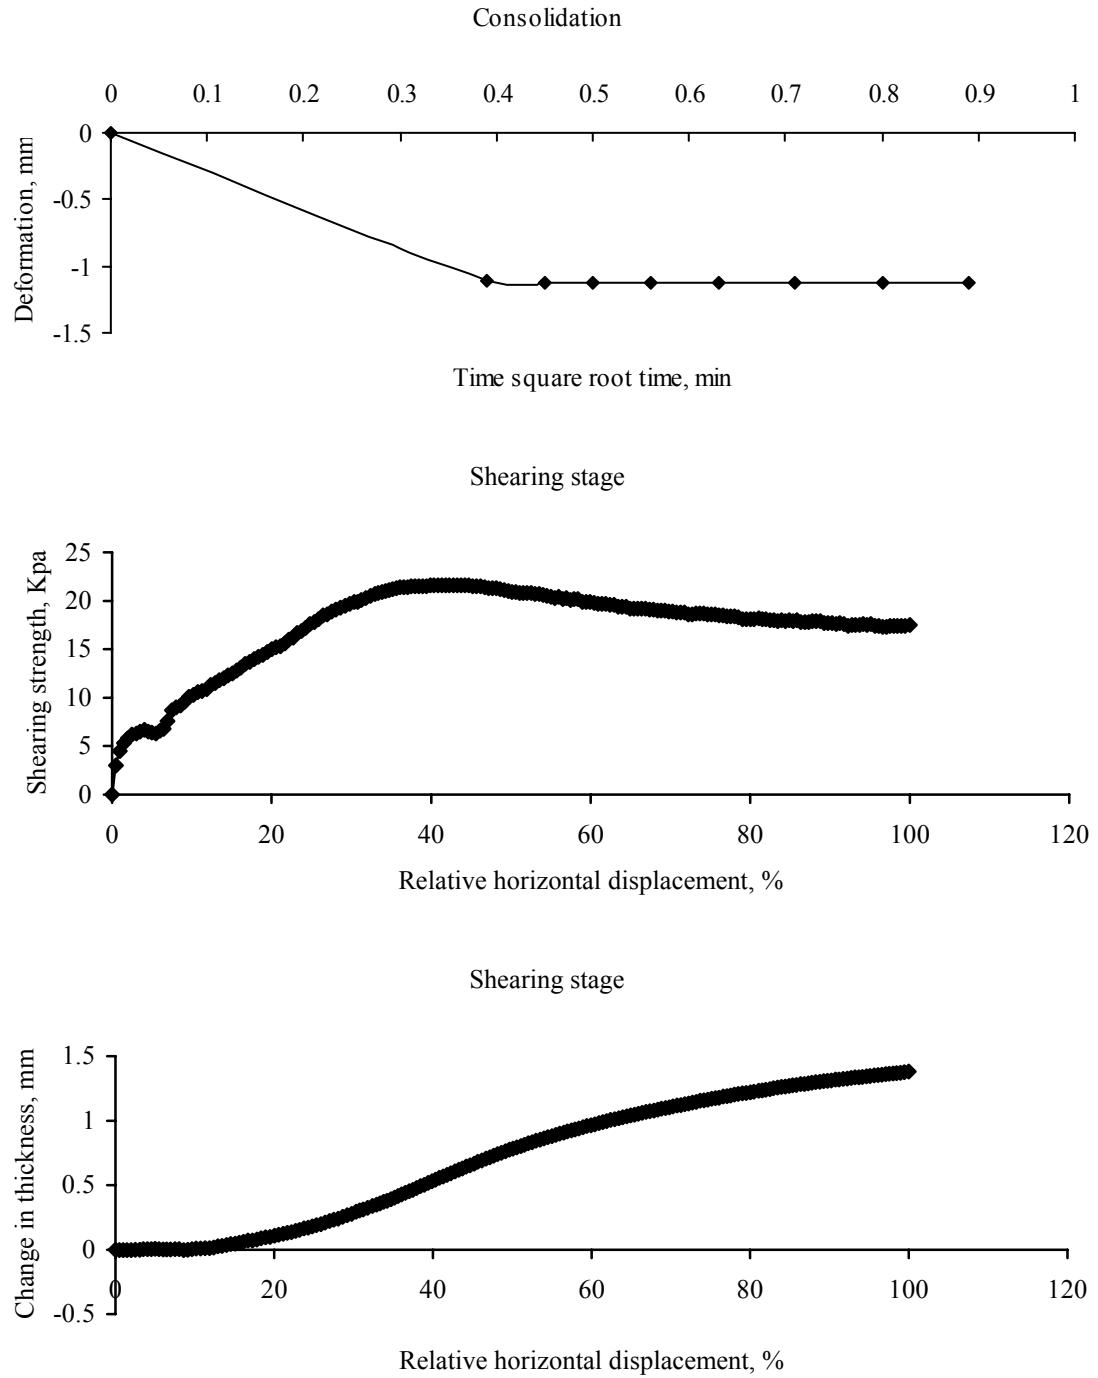 Consolidation
0 0.1 0.2 0.3 0.4 0.5 0.6 0.7 0.8 0.9 1
0
-0.5
-1
-1.5
Deformation, mm
Time square root time, min
Shearing stage
25
20
15
10
5
0
Shearing strength, Kpa
0 20 40 60 80 100 120
Relative horizontal displacement, %
Shearing stage
1.5
1
0.5
0
-0.5
Change in thickness, mm
0 20 40 60 80 100 120
Relative horizontal displacement, %